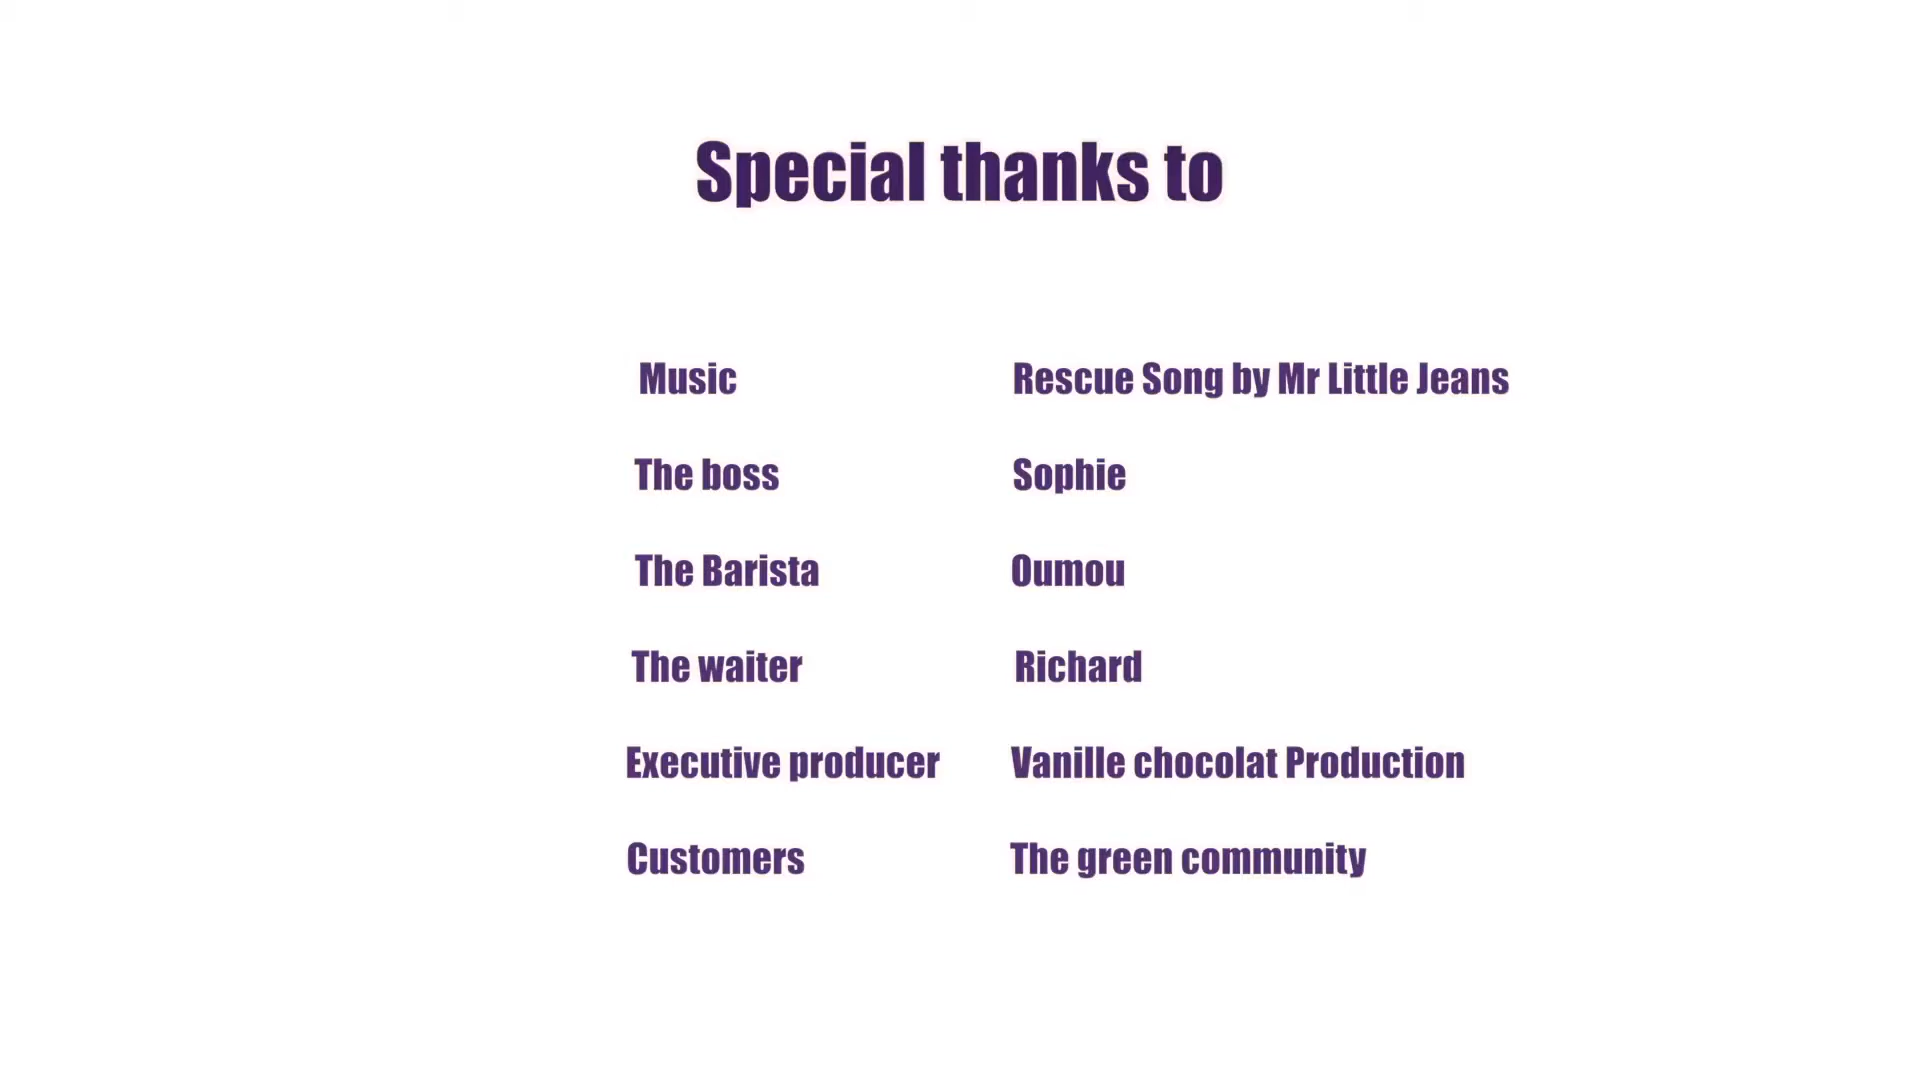 Special thanks to
Music Rescue Song by Mr Little Jeans
The boss Sophie
The Barista Oumou
The waiter Richard
Executive producer Vanille chocolat Production
Customers The green community